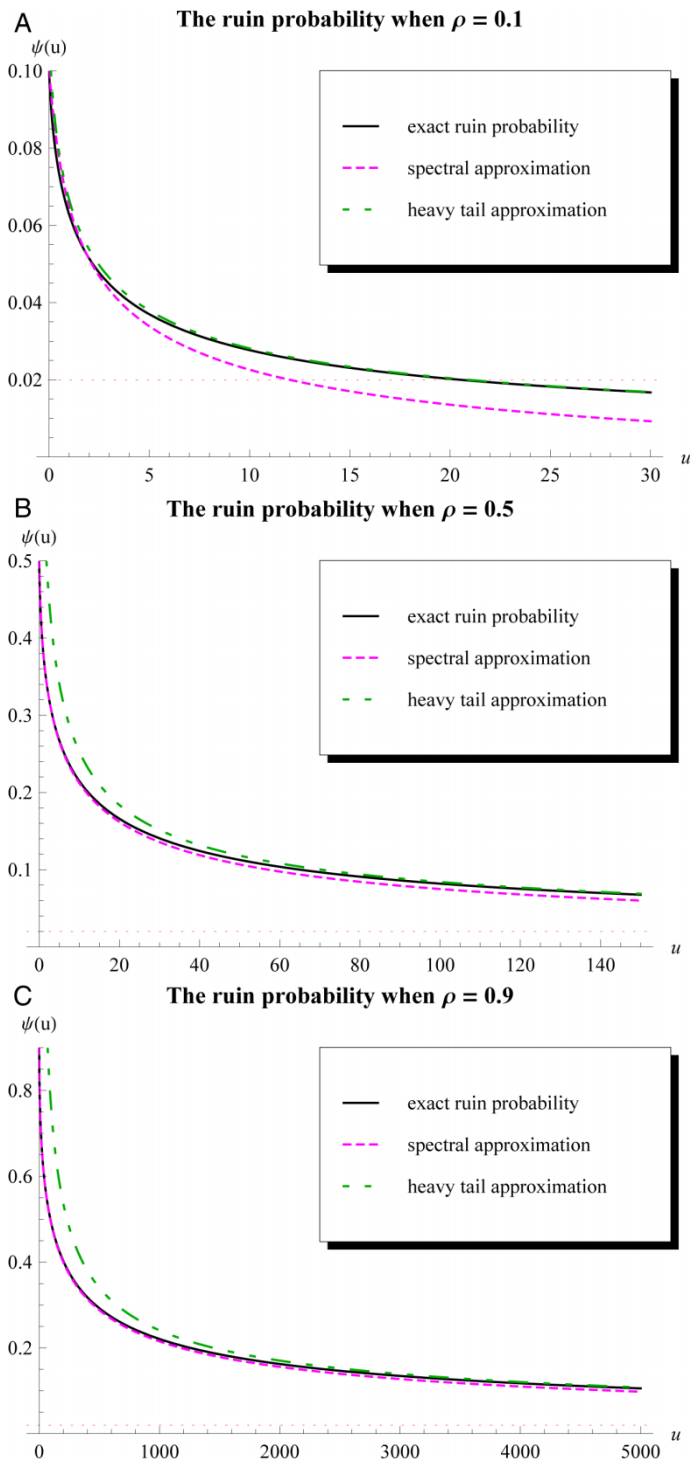 A
The ruin probability when ρ = 0.1
ψ(u)
0.10
0.08
0.06
0.04
0.02
exact ruin probability
spectral approximation
heavy tail approximation
0 5 10 15 20 25 30 u
B
The ruin probability when ρ = 0.5
ψ(u)
0.5
0.4
0.3
0.2
0.1
exact ruin probability
spectral approximation
heavy tail approximation
0 20 40 60 80 100 120 140 u
C
The ruin probability when ρ = 0.9
ψ(u)
0.8
0.6
0.4
0.2
exact ruin probability
spectral approximation
heavy tail approximation
0 1000 2000 3000 4000 5000 u